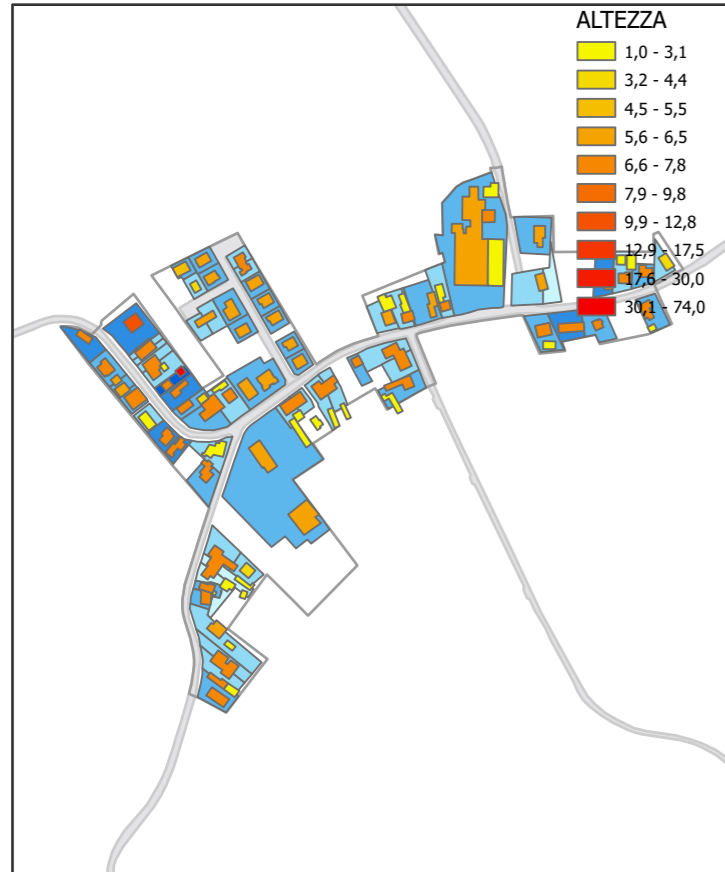 ALTEZZA
1,0 - 3,1
3,2 - 4,4
4,5 - 5,5
5,6 - 6,5
6,6 - 7,8
7,9 - 9,8
9,9 - 12,8
12,9 - 17,5
17,6 - 30,0
30,1 - 74,0